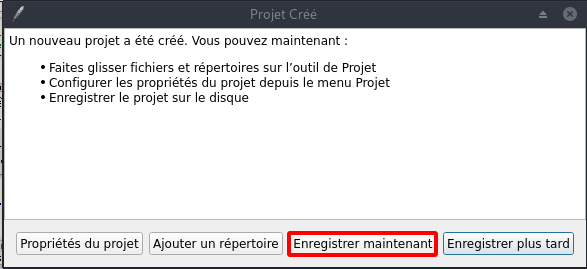 Projet Créé
Un nouveau projet a été créé. Vous pouvez maintenant :
• Faites glisser fichiers et répertoires sur l’outil de Projet
• Configurer les propriétés du projet depuis le menu Projet
• Enregistrer le projet sur le disque
Propriétés du projet Ajouter un répertoire Enregistrer maintenant Enregistrer plus tard